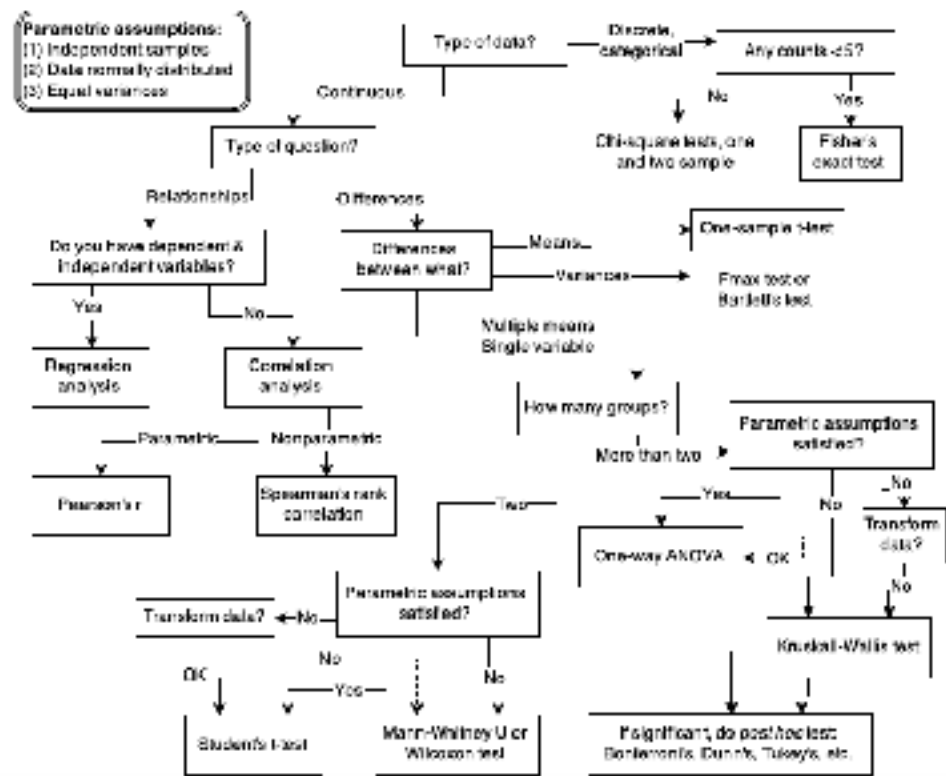 Parametric assumptions:
(1) Independent samples
(2) Data normally distributed
(3) Equal variances
Type of data?
Discrete,
categorical
Any counts <5?
Continuous
No
Yes
Type of question?
Chi-square tests, one
and two sample
Fisher's
exact test
Relationships
Differences
Do you have dependent &
independent variables?
Differences
between what?
Means
One-sample t-test
Variances
Fmax test or
Bartlett's test
Yes
No
Multiple means
Single variable
Regression
analysis
Correlation
analysis
How many groups?
Parametric assumptions
satisfied?
Parametric
Nonparametric
More than two
Pearson's r
Spearman's rank
correlation
Two
Yes
No
No
Transform
data?
One-way ANOVA
OK
No
Parametric assumptions
satisfied?
Transform data?
No
Kruskall-Wallis test
OK
No
Yes
No
Student's t-test
Mann-Whitney U or
Wilcoxon test
If significant, do post hoc test:
Bonferroni's, Dunn's, Tukey's, etc.